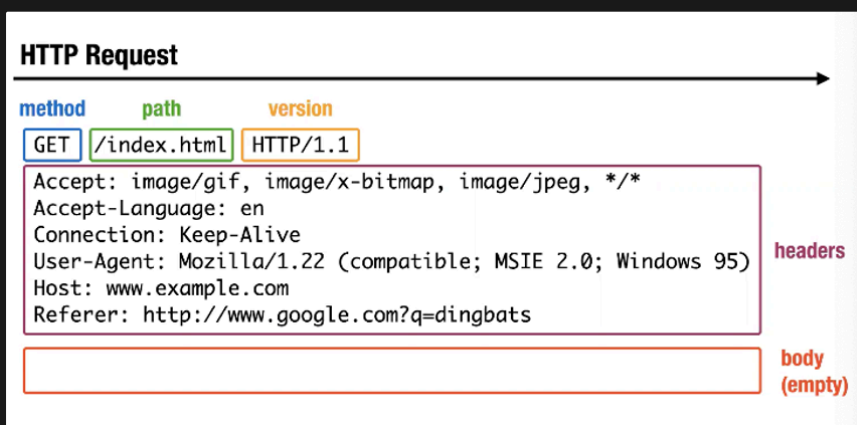 HTTP Request
method path version
GET /index.html HTTP/1.1
Accept: image/gif, image/x-bitmap, image/jpeg, */*
Accept-Language: en
Connection: Keep-Alive
User-Agent: Mozilla/1.22 (compatible; MSIE 2.0; Windows 95)
Host: www.example.com
Referer: http://www.google.com?q=dingbats
headers
body
(empty)